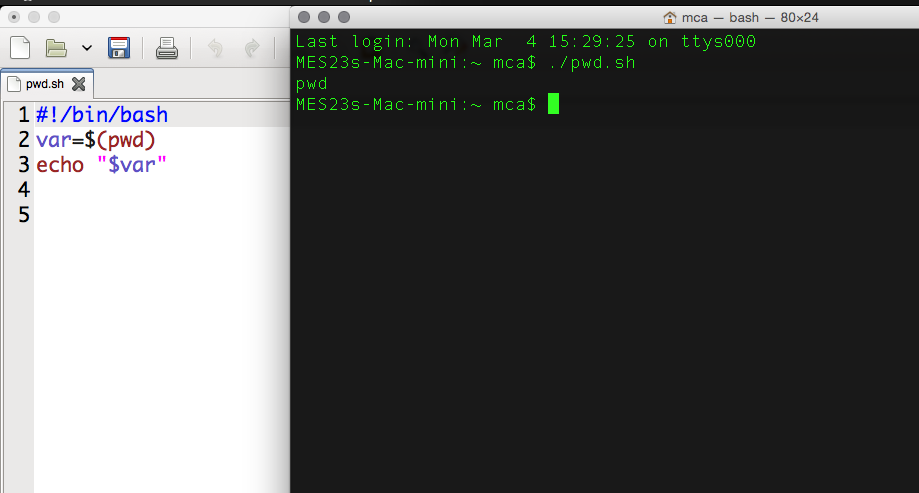 mca — bash — 80×24
pwd.sh
1 #!/bin/bash
2 var=$(pwd)
3 echo "$var"
4
5
Last login: Mon Mar  4 15:29:25 on ttys000
MES23s-Mac-mini:~ mca$ ./pwd.sh
pwd
MES23s-Mac-mini:~ mca$